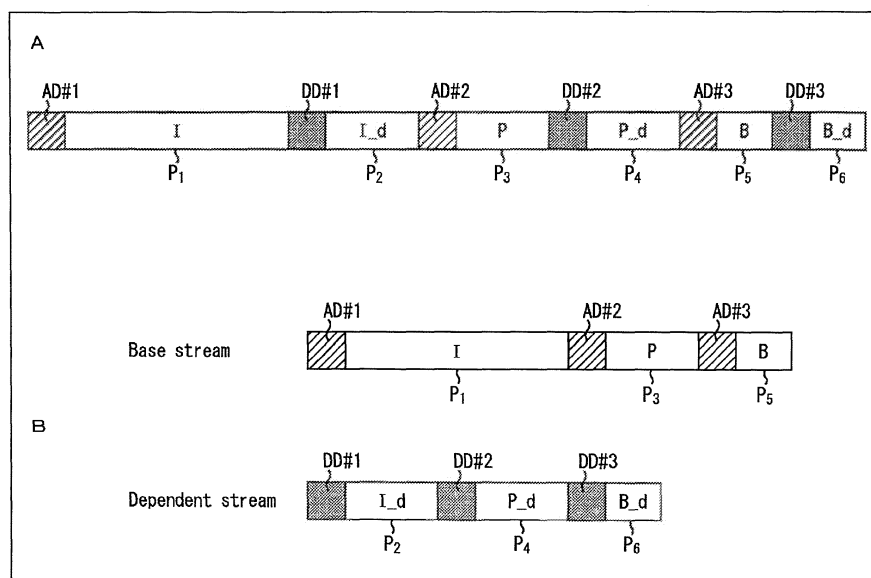 A
AD#1 DD#1 AD#2 DD#2 AD#3 DD#3
I I_d P P_d B B_d
P₁ P₂ P₃ P₄ P₅ P₆
AD#1 AD#2 AD#3
Base stream I P B
P₁ P₃ P₅
B
DD#1 DD#2 DD#3
Dependent stream I_d P_d B_d
P₂ P₄ P₆